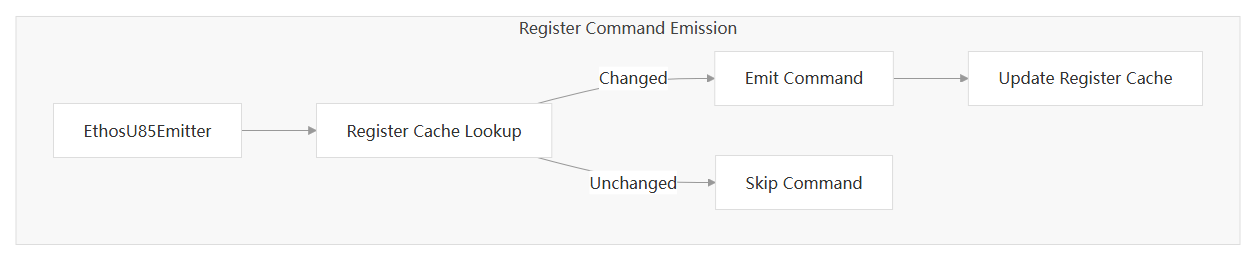 Register Command Emission
EthosU85Emitter
Register Cache Lookup
Changed
Emit Command
Update Register Cache
Unchanged
Skip Command